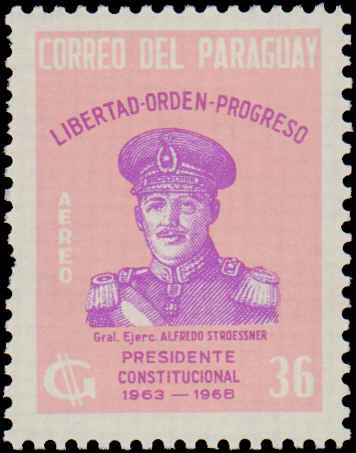 CORREO DEL PARAGUAY
LIBERTAD-ORDEN-PROGRESO
AEREO
Gral. Ejerc. ALFREDO STROESSNER
PRESIDENTE
CONSTITUCIONAL
1963 — 1968
₲ 36